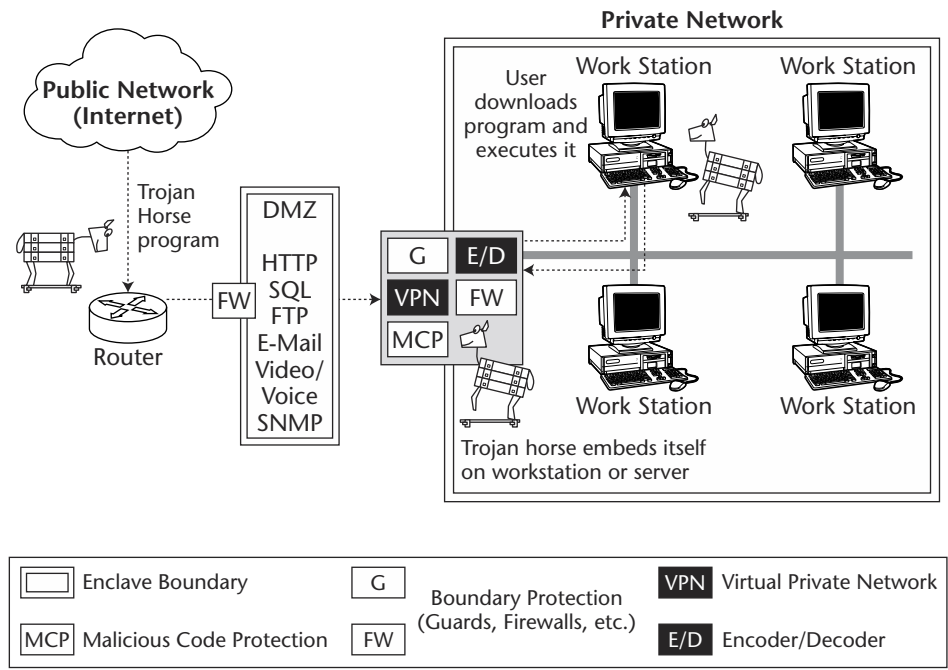 Private Network
Public Network
(Internet)
Trojan
Horse
program
Router
FW
DMZ
HTTP
SQL
FTP
E-Mail
Video/
Voice
SNMP
G
E/D
VPN
FW
MCP
User
downloads
program and
executes it
Work Station
Work Station
Work Station
Work Station
Trojan horse embeds itself
on workstation or server
Enclave Boundary
G
Boundary Protection
(Guards, Firewalls, etc.)
VPN Virtual Private Network
MCP Malicious Code Protection
FW
E/D Encoder/Decoder